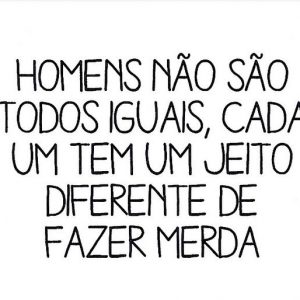 HOMENS NÃO SÃO
TODOS IGUAIS, CADA
UM TEM UM JEITO
DIFERENTE DE
FAZER MERDA